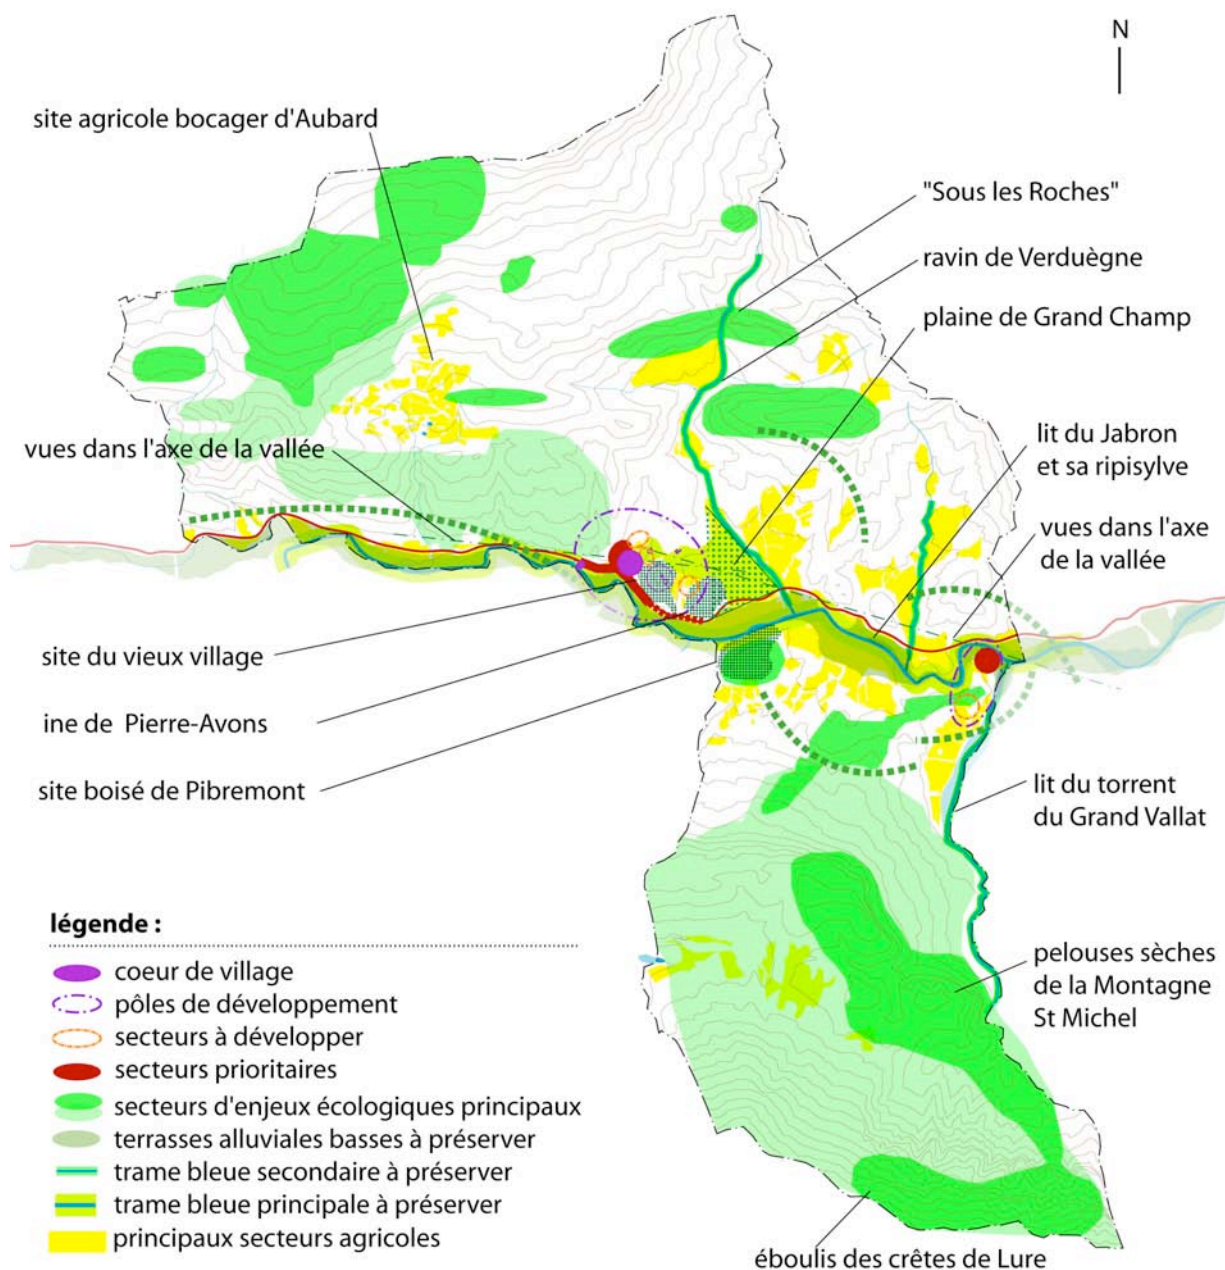 N
site agricole bocager d'Aubard
"Sous les Roches"
ravin de Verduègne
plaine de Grand Champ
vues dans l'axe de la vallée
lit du Jabron
et sa ripisylve
vues dans l'axe
de la vallée
site du vieux village
ine de Pierre-Avons
site boisé de Pibremont
lit du torrent
du Grand Vallat
légende :
coeur de village
pôles de développement
secteurs à développer
secteurs prioritaires
secteurs d'enjeux écologiques principaux
terrasses alluviales basses à préserver
trame bleue secondaire à préserver
trame bleue principale à préserver
principaux secteurs agricoles
pelouses sèches
de la Montagne
St Michel
éboulis des crêtes de Lure